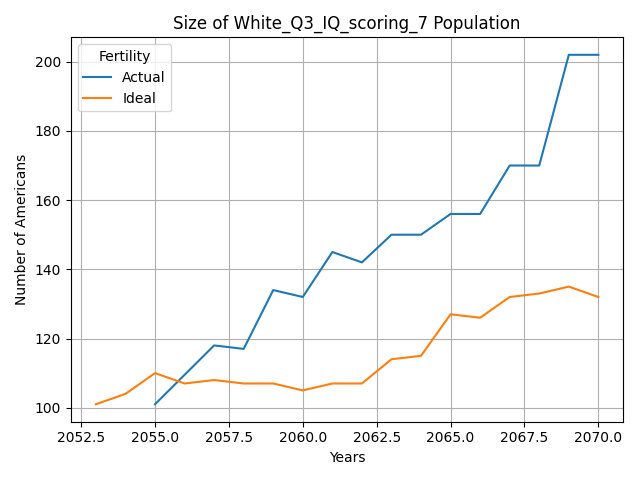 Size of White_Q3_IQ_scoring_7 Population
Fertility
Actual
Ideal
Number of Americans
200
180
160
140
120
100
2052.5
2055.0
2057.5
2060.0
2062.5
2065.0
2067.5
2070.0
Years